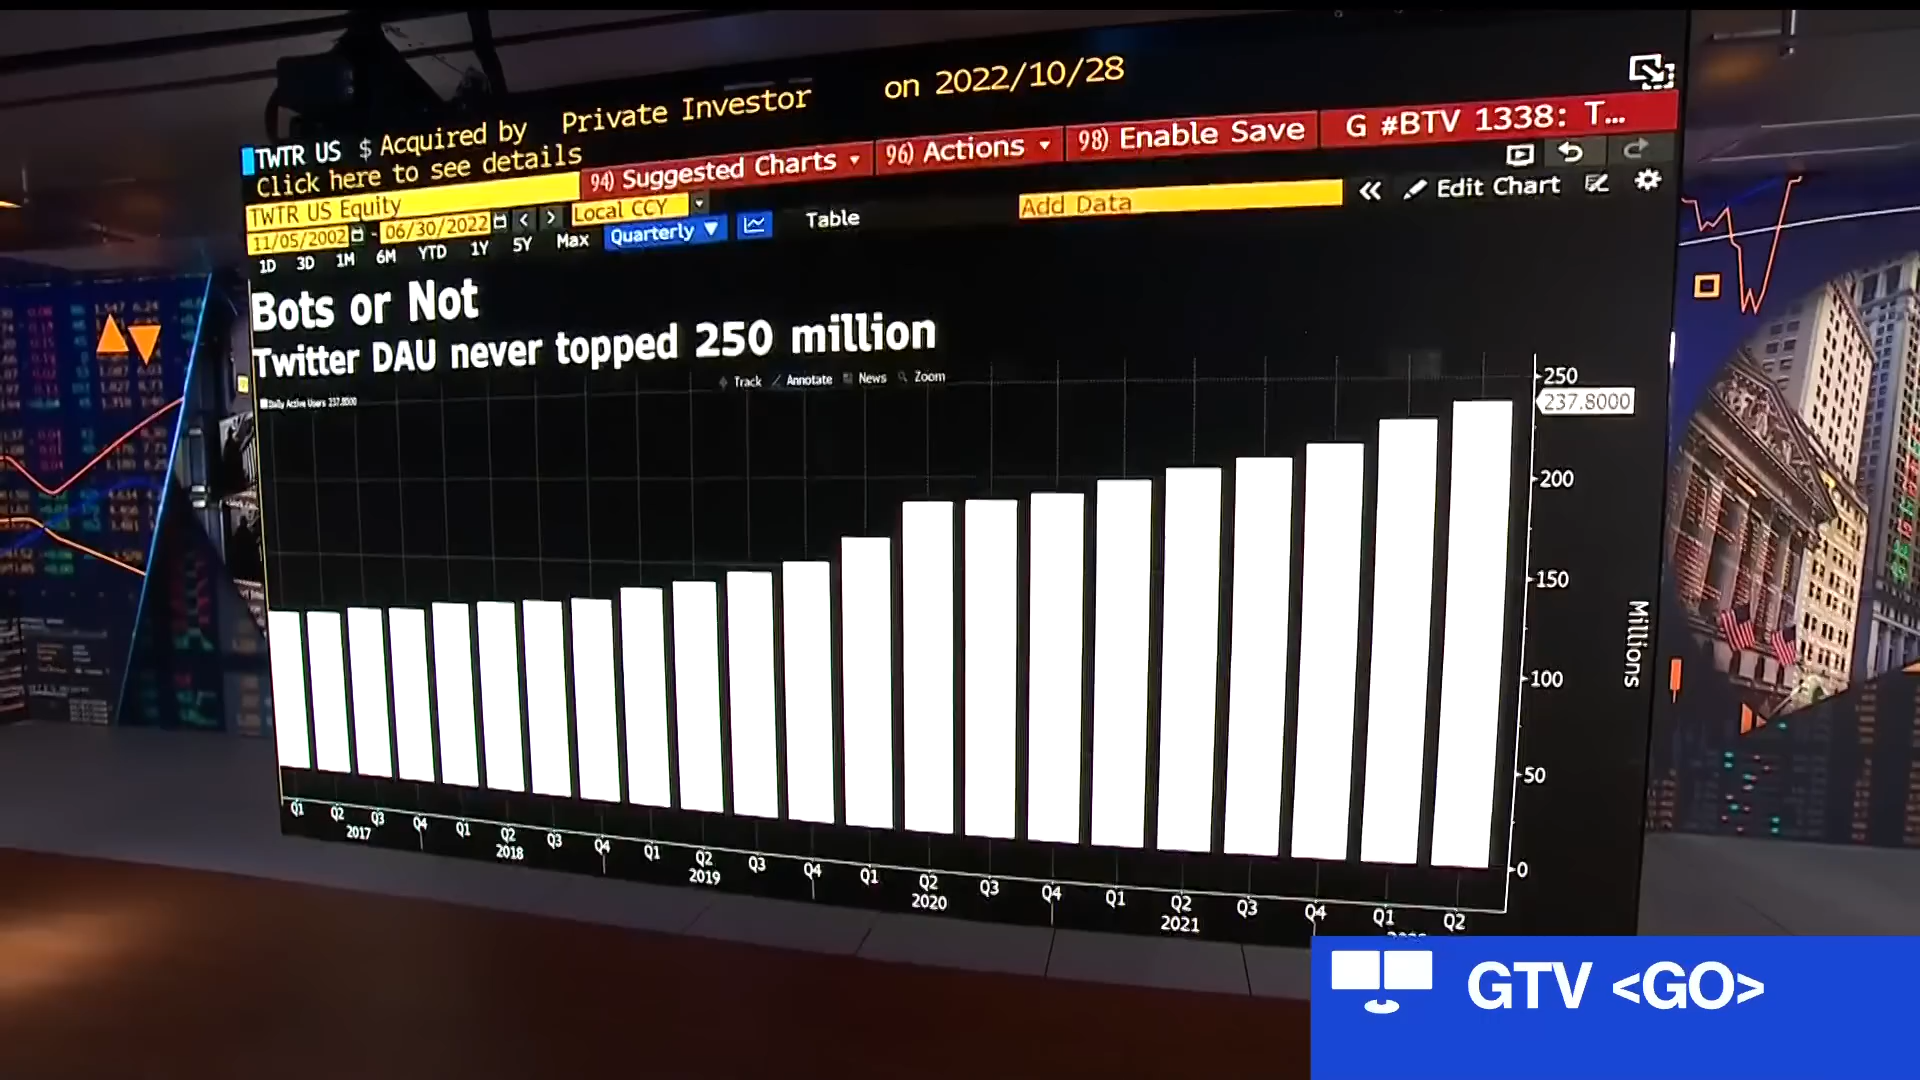 TWTR US $ Acquired by Private Investor on 2022/10/28
Click here to see details
TWTR US Equity 94) Suggested Charts 96) Actions 98) Enable Save G #BTV 1338: T...
11/05/2002 - 06/30/2022 Local CCY Add Data « Edit Chart
1D 3D 1M 6M YTD 1Y 5Y Max Quarterly Table
Bots or Not
Twitter DAU never topped 250 million
Track Annotate News Zoom
Daily Active Users 237.8000
250
237.8000
200
150
100
50
0
Millions
Q1 Q2 Q3 Q4 Q1 Q2 Q3 Q4 Q1 Q2 Q3 Q4 Q1 Q2 Q3 Q4 Q1 Q2 Q3 Q4 Q1 Q2
2017 2018 2019 2020 2021
GTV <GO>